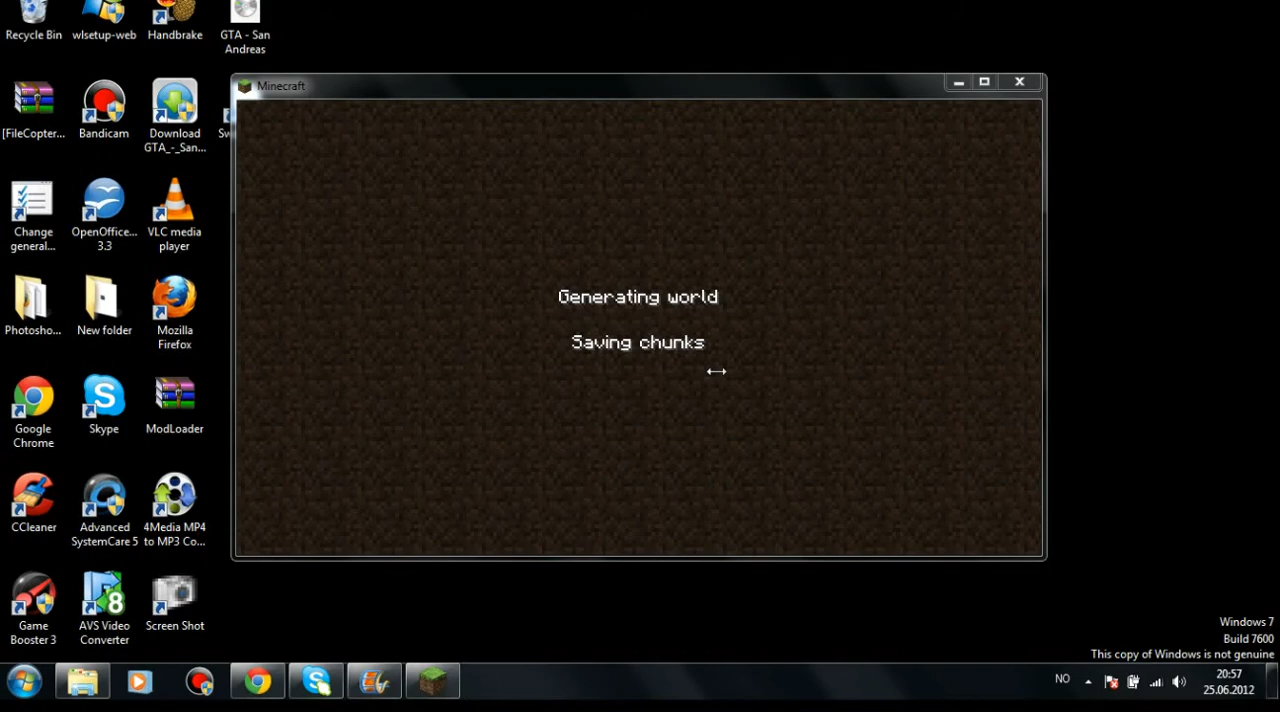 Recycle Bin
wlsetup-web
Handbrake
GTA - San
Andreas
Minecraft
[FileCopter...
Bandicam
Download
GTA_-_San...
Generating world
Saving chunks
Change
general...
OpenOffice...
3.3
VLC media
player
Photosho...
New folder
Mozilla
Firefox
Google
Chrome
Skype
ModLoader
CCleaner
Advanced
SystemCare 5
4Media MP4
to MP3 Co...
Game
Booster 3
AVS Video
Converter
8
Screen Shot
Windows 7
Build 7600
This copy of Windows is not genuine
NO
20:57
25.06.2012